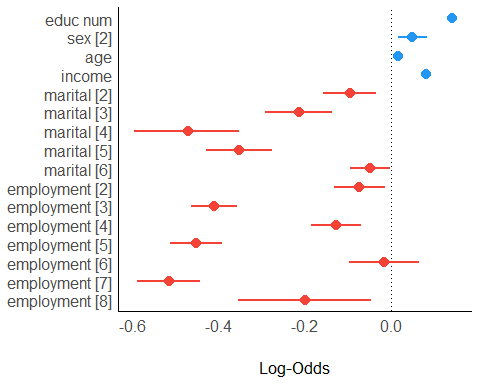 educ num
sex [2]
age
income
marital [2]
marital [3]
marital [4]
marital [5]
marital [6]
employment [2]
employment [3]
employment [4]
employment [5]
employment [6]
employment [7]
employment [8]
-0.6 -0.4 -0.2 0.0
Log-Odds